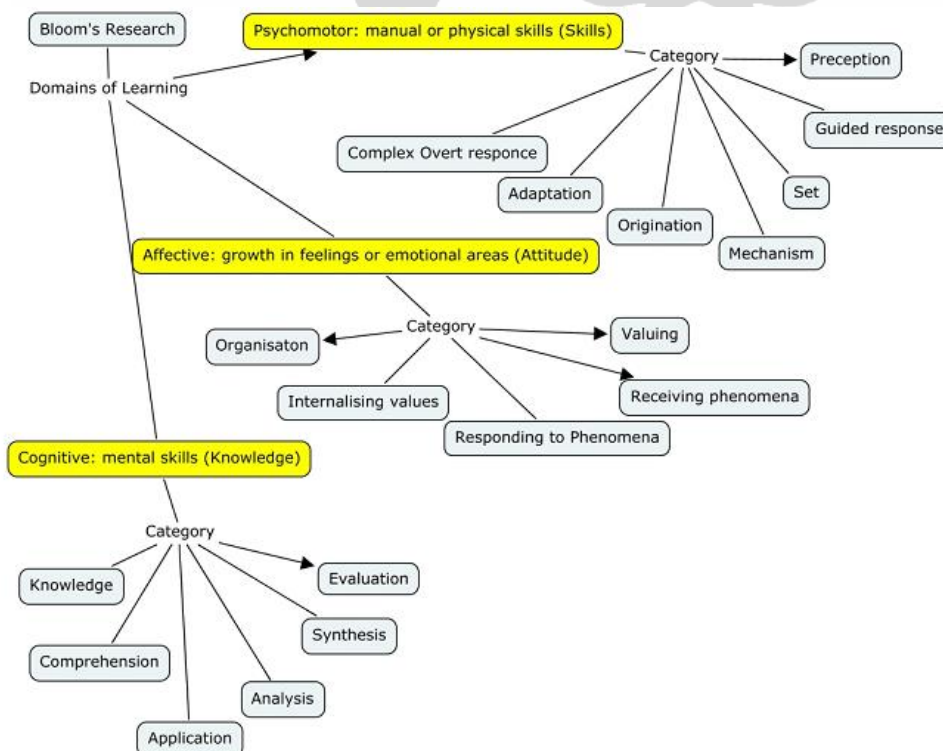 Bloom's Research
Psychomotor: manual or physical skills (Skills)
Category
Preception
Domains of Learning
Guided response
Complex Overt responce
Adaptation
Set
Origination
Mechanism
Affective: growth in feelings or emotional areas (Attitude)
Category
Valuing
Organisaton
Internalising values
Receiving phenomena
Responding to Phenomena
Cognitive: mental skills (Knowledge)
Category
Knowledge
Evaluation
Synthesis
Comprehension
Analysis
Application